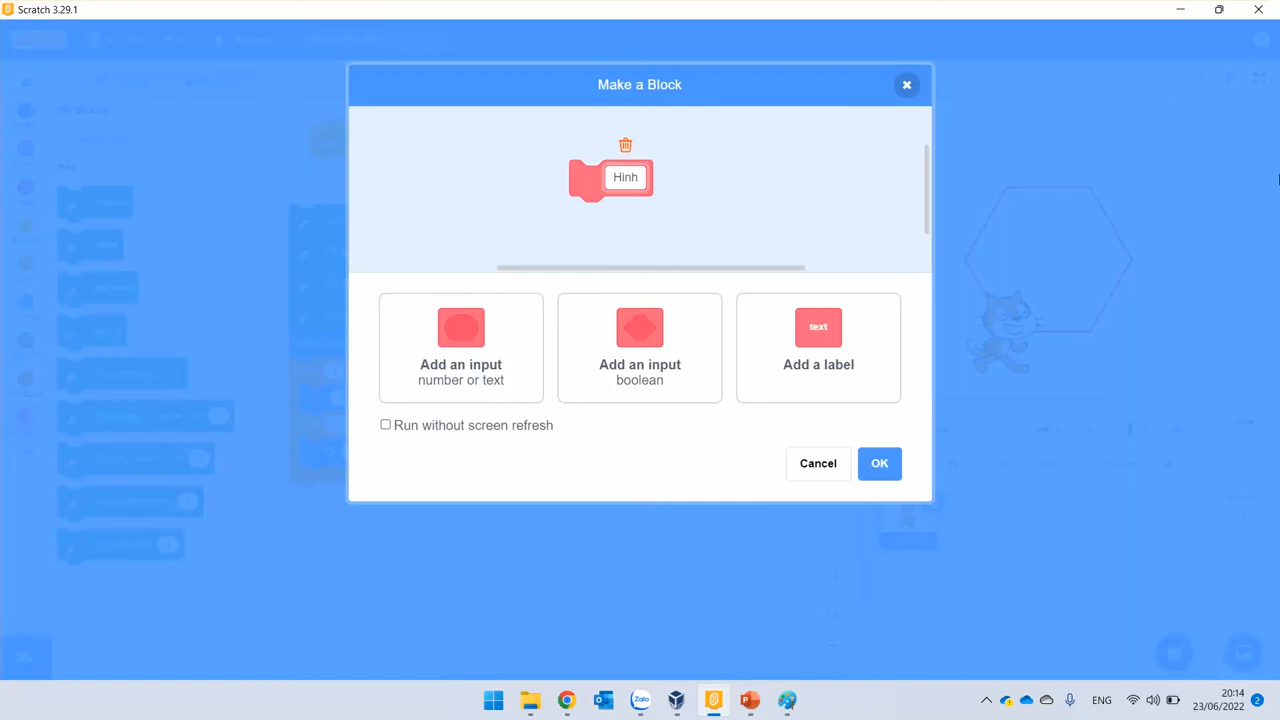 Scratch 3.29.1
Make a Block
Hinh
text
Add an input
number or text
Add an input
boolean
Add a label
Run without screen refresh
Cancel
OK
Zalo
ENG
20:14
23/06/2022
2